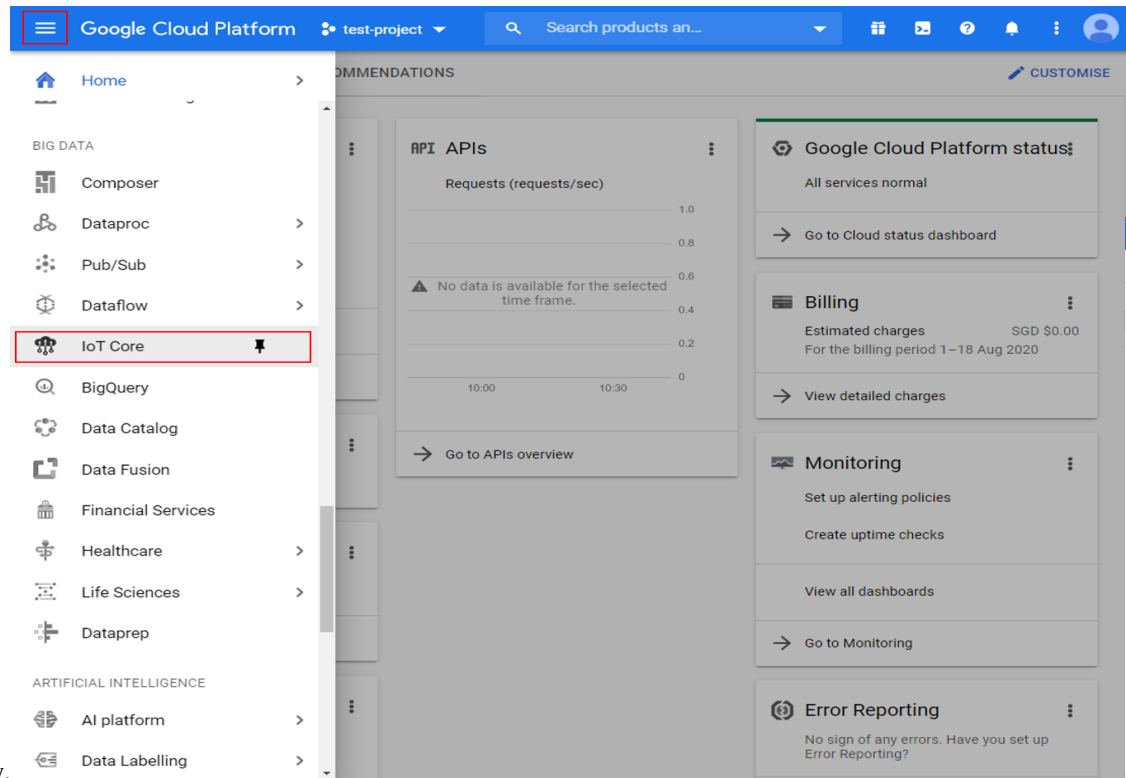 Google Cloud Platform
test-project
Search products an...
Home
OMMENDATIONS
CUSTOMISE
BIG DATA
Composer
Dataproc
Pub/Sub
Dataflow
IoT Core
BigQuery
Data Catalog
Data Fusion
Financial Services
Healthcare
Life Sciences
Dataprep
ARTIFICIAL INTELLIGENCE
AI platform
Data Labelling
API APIs
Requests (requests/sec)
1.0
0.8
0.6
0.4
0.2
0
No data is available for the selected
time frame.
10:00 10:30
Go to APIs overview
Google Cloud Platform status
All services normal
Go to Cloud status dashboard
Billing
Estimated charges SGD $0.00
For the billing period 1–18 Aug 2020
View detailed charges
Monitoring
Set up alerting policies
Create uptime checks
View all dashboards
Go to Monitoring
Error Reporting
No sign of any errors. Have you set up
Error Reporting?